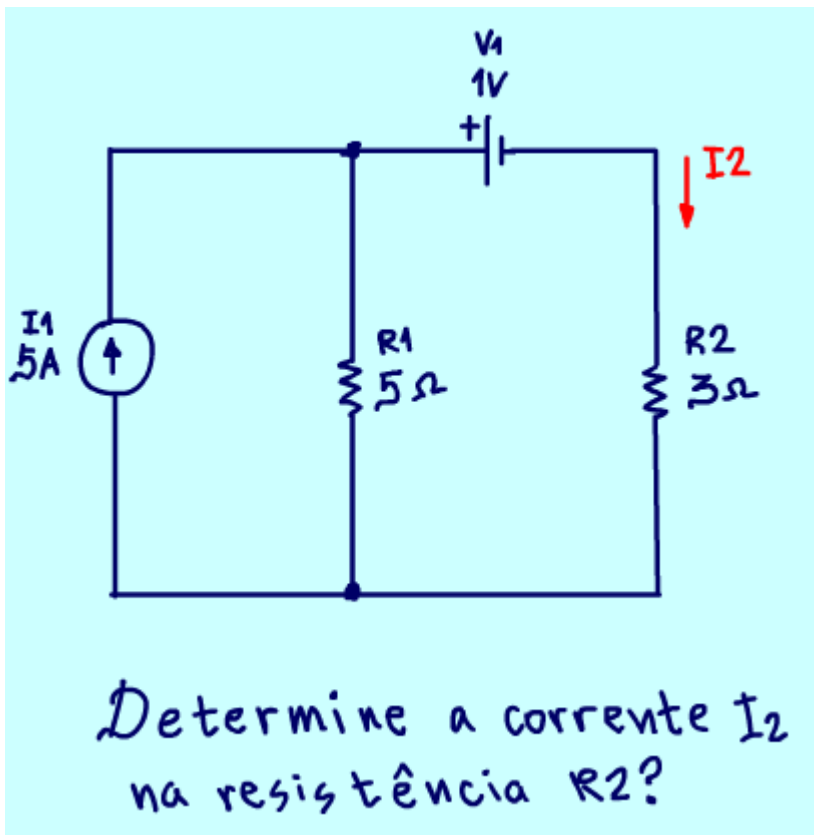 V1
1V
+
I2
I1
5A
R1
5Ω
R2
3Ω
Determine a corrente I2
na resistência R2?